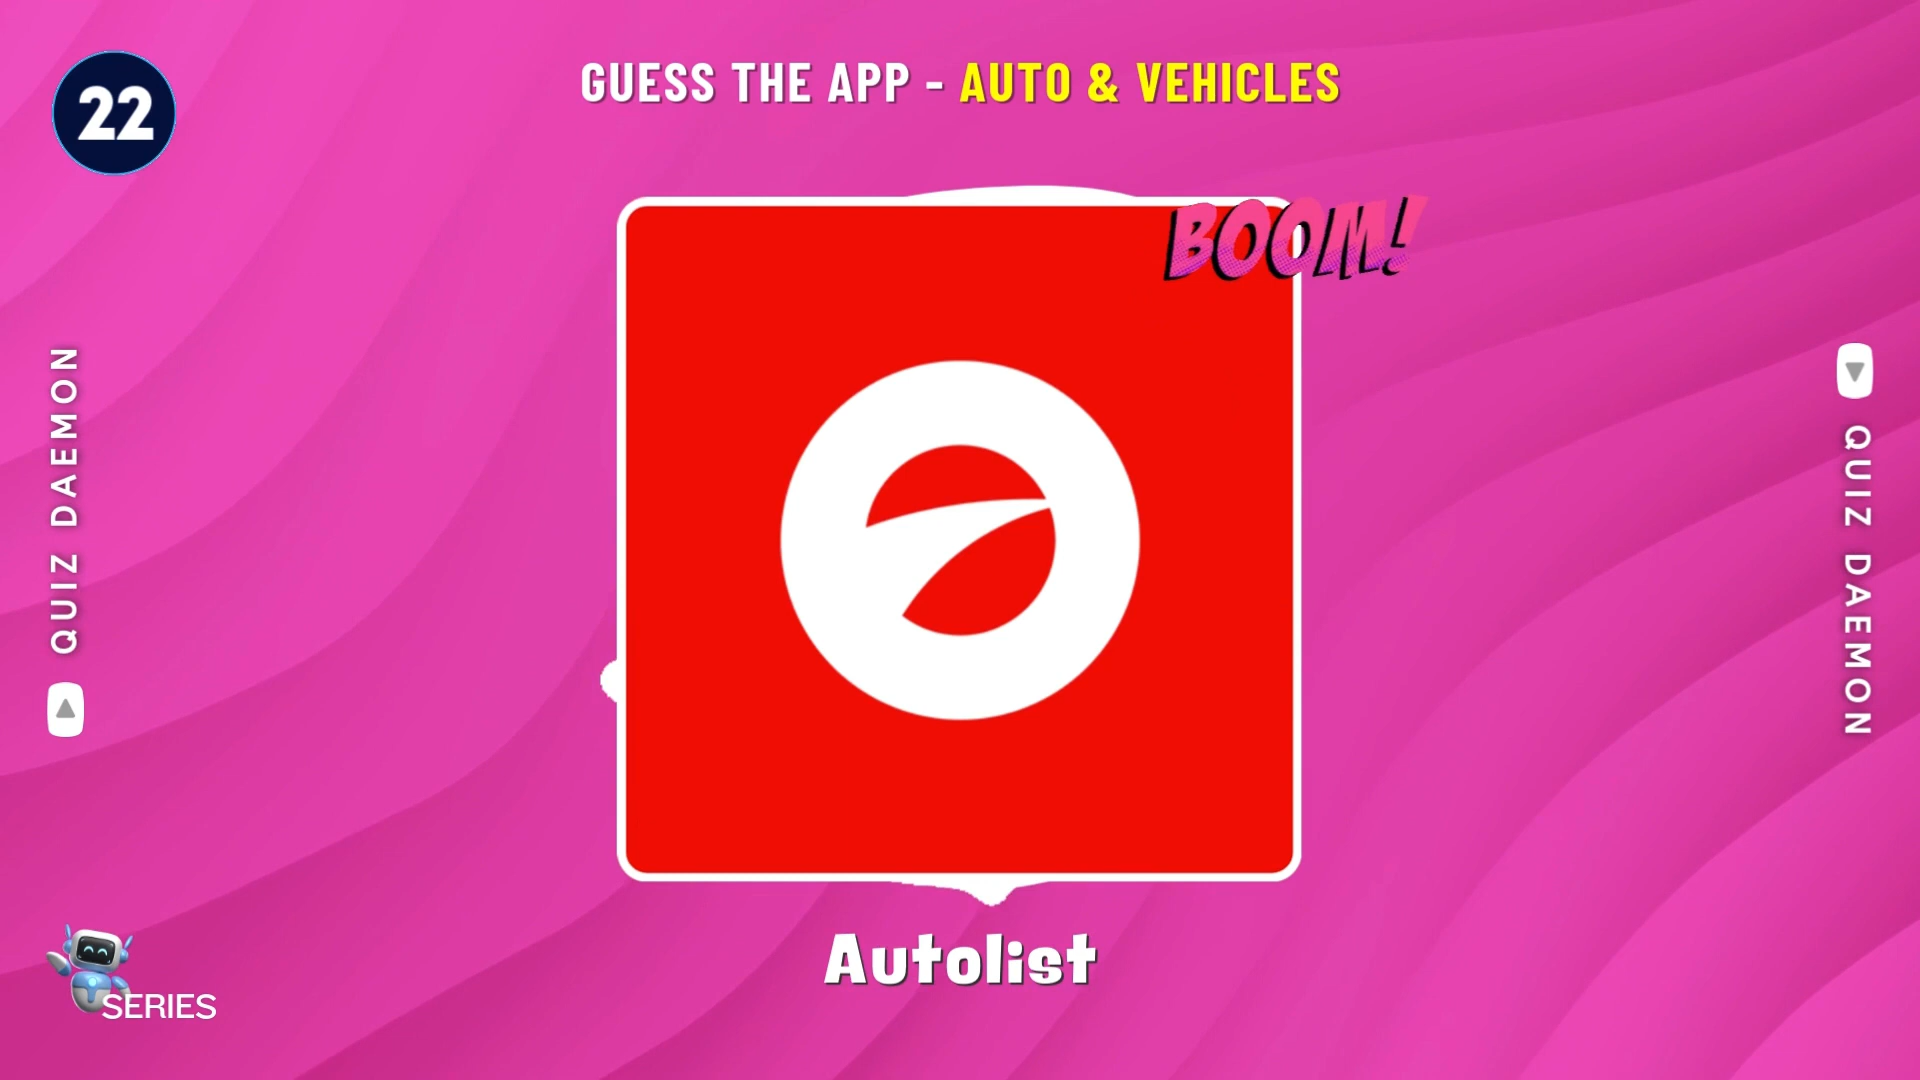 22
GUESS THE APP - AUTO & VEHICLES
BOOM!
QUIZ DAEMON
QUIZ DAEMON
Autolist
SERIES